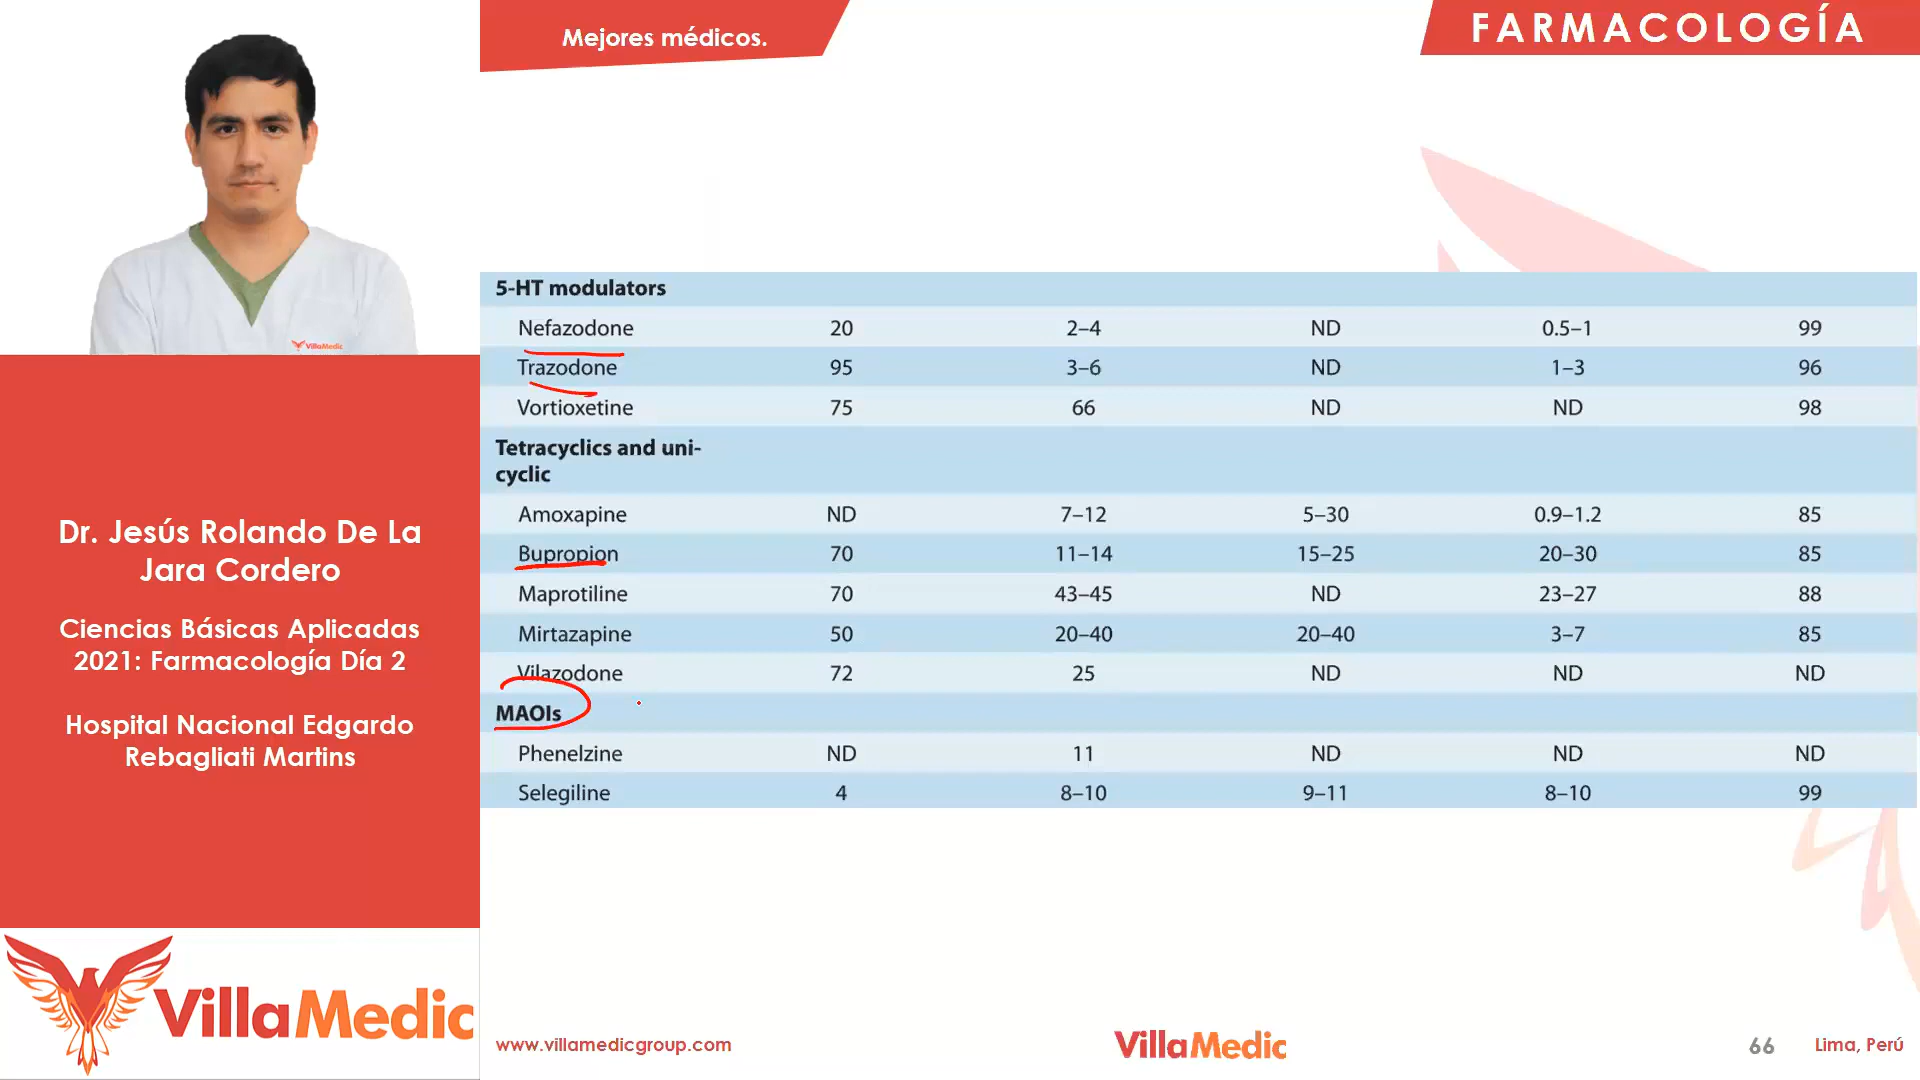 Mejores médicos.
FARMACOLOGÍA
VillaMedic
Dr. Jesús Rolando De La
Jara Cordero
Ciencias Básicas Aplicadas
2021: Farmacología Día 2
Hospital Nacional Edgardo
Rebagliati Martins
VillaMedic
5-HT modulators
Nefazodone 20 2–4 ND 0.5–1 99
Trazodone 95 3–6 ND 1–3 96
Vortioxetine 75 66 ND ND 98
Tetracyclics and uni-
cyclic
Amoxapine ND 7–12 5–30 0.9–1.2 85
Bupropion 70 11–14 15–25 20–30 85
Maprotiline 70 43–45 ND 23–27 88
Mirtazapine 50 20–40 20–40 3–7 85
Vilazodone 72 25 ND ND ND
MAOIs
Phenelzine ND 11 ND ND ND
Selegiline 4 8–10 9–11 8–10 99
www.villamedicgroup.com
VillaMedic
66
Lima, Perú